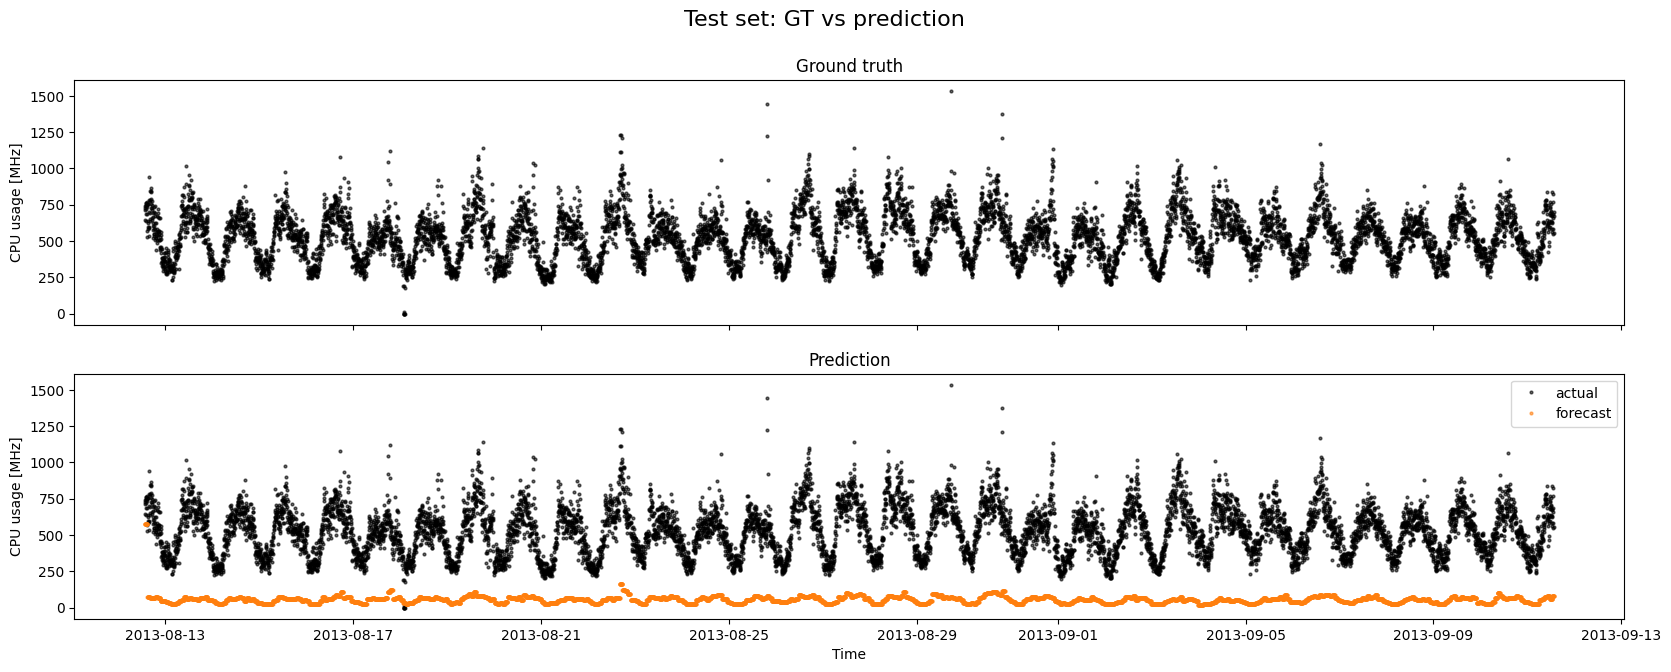 Test set: GT vs prediction
Ground truth
1500
1250
1000
750
500
250
0
CPU usage [MHz]
Prediction
1500
1250
1000
750
500
250
0
CPU usage [MHz]
actual
forecast
2013-08-13
2013-08-17
2013-08-21
2013-08-25
2013-08-29
2013-09-01
2013-09-05
2013-09-09
2013-09-13
Time